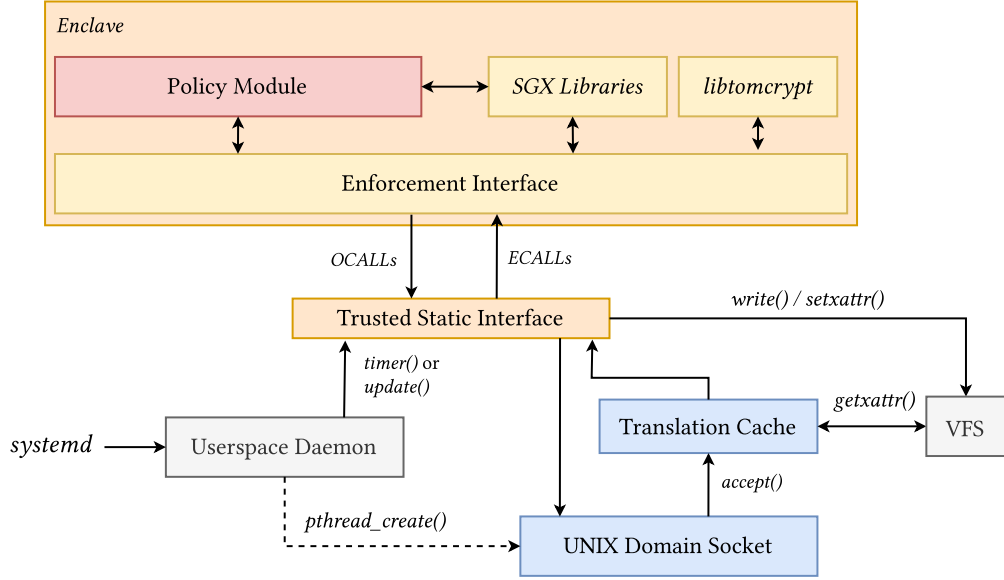 Enclave
Policy Module
SGX Libraries
libtomcrypt
Enforcement Interface
OCALLs
ECALLs
Trusted Static Interface
write() / setxattr()
timer() or
update()
getxattr()
systemd
Userspace Daemon
Translation Cache
VFS
accept()
pthread_create()
UNIX Domain Socket